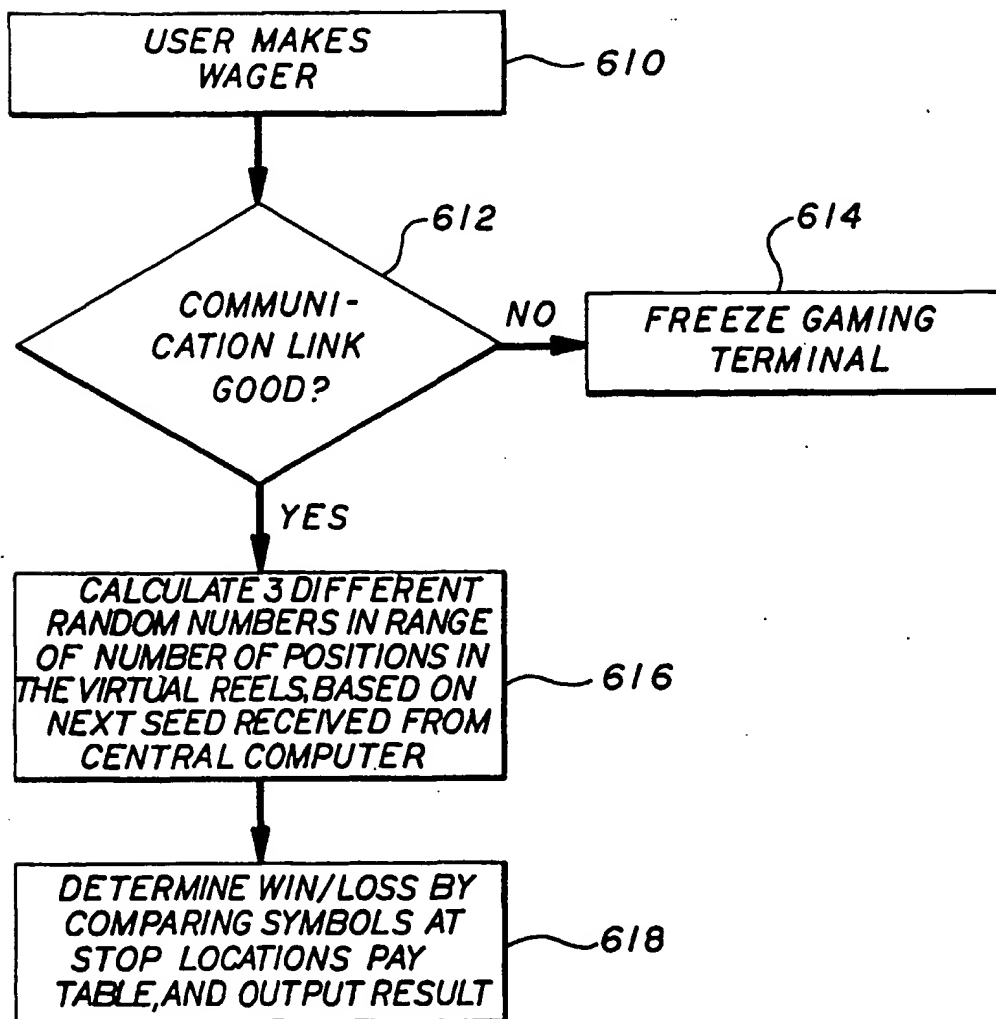 USER MAKES
WAGER
610
612
COMMUNI-
CATION LINK
GOOD?
NO
614
FREEZE GAMING
TERMINAL
YES
CALCULATE 3 DIFFERENT
RANDOM NUMBERS IN RANGE
OF NUMBER OF POSITIONS IN
THE VIRTUAL REELS, BASED ON
NEXT SEED RECEIVED FROM
CENTRAL COMPUTER
616
DETERMINE WIN/LOSS BY
COMPARING SYMBOLS AT
STOP LOCATIONS PAY
TABLE, AND OUTPUT RESULT
618